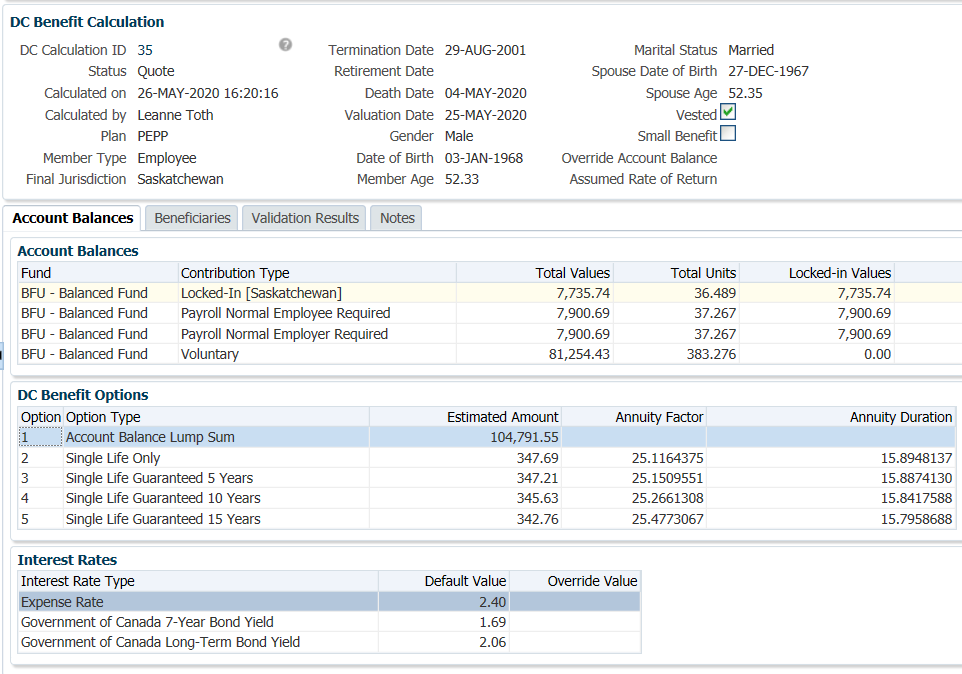 DC Benefit Calculation
DC Calculation ID 35 ? Termination Date 29-AUG-2001 Marital Status Married
Status Quote Retirement Date Spouse Date of Birth 27-DEC-1967
Calculated on 26-MAY-2020 16:20:16 Death Date 04-MAY-2020 Spouse Age 52.35
Calculated by Leanne Toth Valuation Date 25-MAY-2020 Vested
Plan PEPP Gender Male Small Benefit
Member Type Employee Date of Birth 03-JAN-1968 Override Account Balance
Final Jurisdiction Saskatchewan Member Age 52.33 Assumed Rate of Return
Account Balances Beneficiaries Validation Results Notes
Account Balances
Fund Contribution Type Total Values Total Units Locked-in Values
BFU - Balanced Fund Locked-In [Saskatchewan] 7,735.74 36.489 7,735.74
BFU - Balanced Fund Payroll Normal Employee Required 7,900.69 37.267 7,900.69
BFU - Balanced Fund Payroll Normal Employer Required 7,900.69 37.267 7,900.69
BFU - Balanced Fund Voluntary 81,254.43 383.276 0.00
DC Benefit Options
Option Option Type Estimated Amount Annuity Factor Annuity Duration
1 Account Balance Lump Sum 104,791.55
2 Single Life Only 347.69 25.1164375 15.8948137
3 Single Life Guaranteed 5 Years 347.21 25.1509551 15.8874130
4 Single Life Guaranteed 10 Years 345.63 25.2661308 15.8417588
5 Single Life Guaranteed 15 Years 342.76 25.4773067 15.7958688
Interest Rates
Interest Rate Type Default Value Override Value
Expense Rate 2.40
Government of Canada 7-Year Bond Yield 1.69
Government of Canada Long-Term Bond Yield 2.06